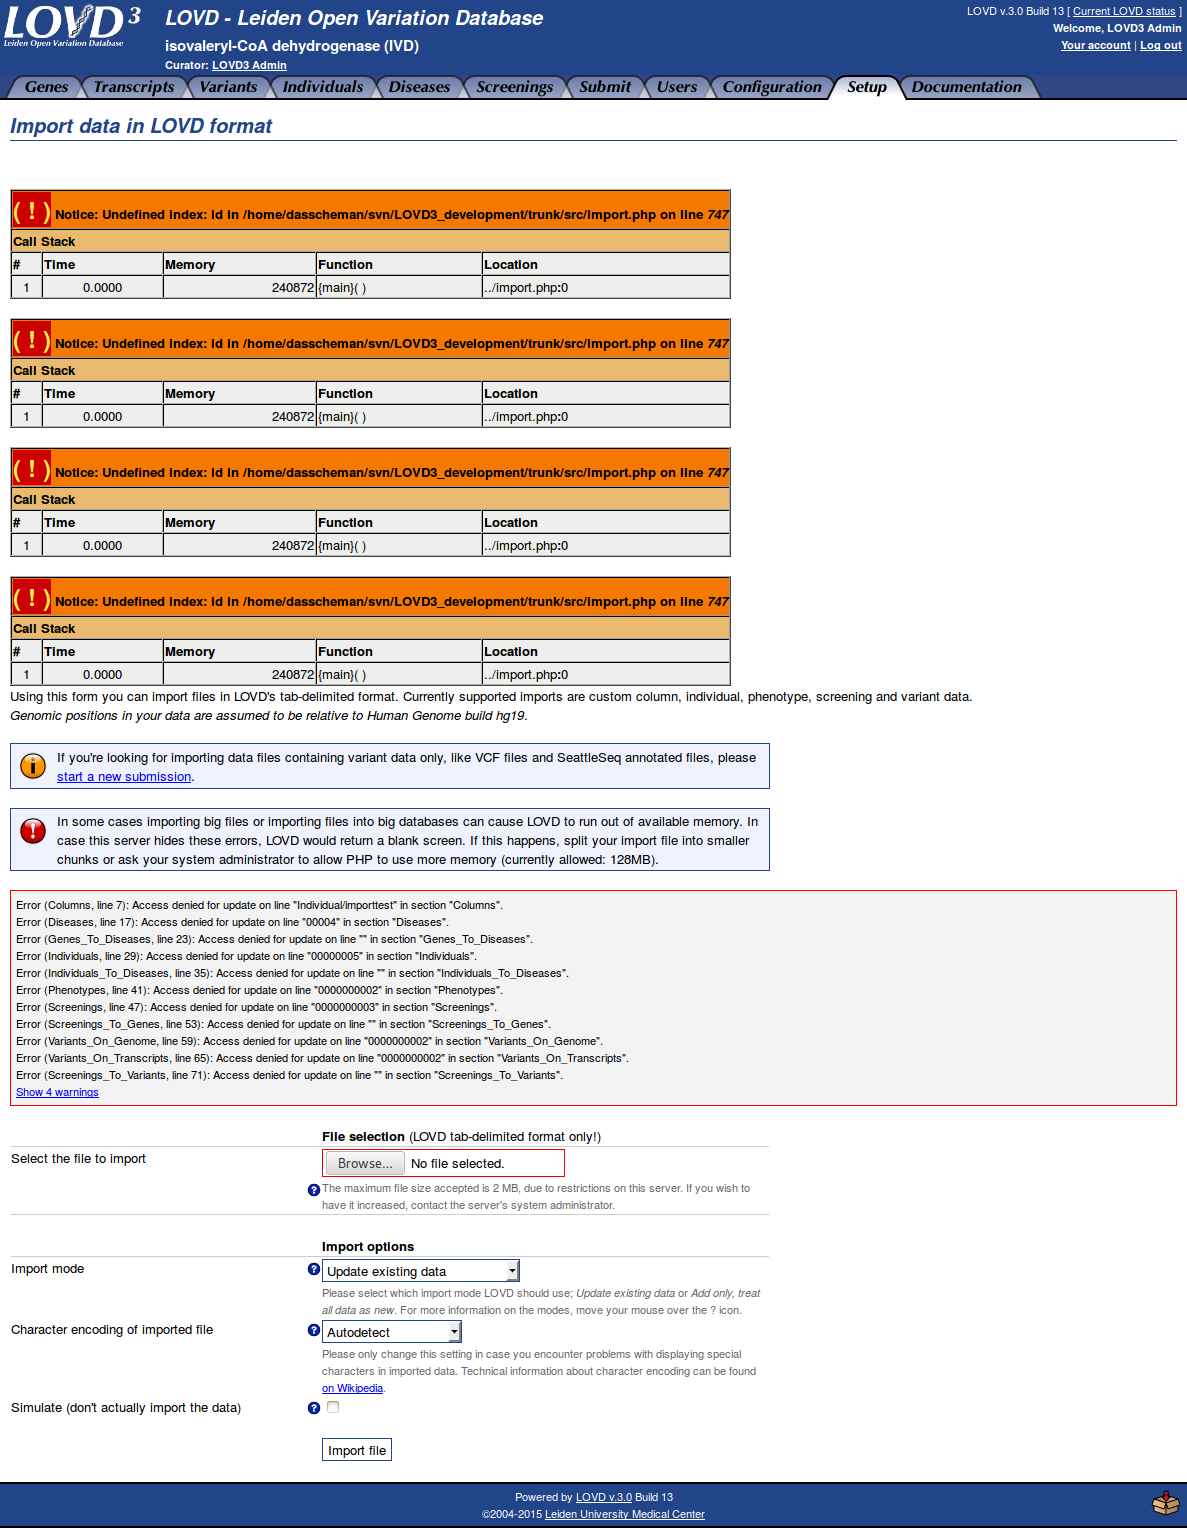 LOVD 3
Leiden Open Variation Database
LOVD - Leiden Open Variation Database
isovaleryl-CoA dehydrogenase (IVD)
Curator: LOVD3 Admin
LOVD v.3.0 Build 13 [ Current LOVD status ]
Welcome, LOVD3 Admin
Your account | Log out
Genes Transcripts Variants Individuals Diseases Screenings Submit Users Configuration Setup Documentation
Import data in LOVD format
( ! ) Notice: Undefined index: id in /home/dasscheman/svn/LOVD3_development/trunk/src/import.php on line 747
Call Stack
# Time Memory Function Location
1 0.0000 240872 {main}( ) ../import.php:0
( ! ) Notice: Undefined index: id in /home/dasscheman/svn/LOVD3_development/trunk/src/import.php on line 747
Call Stack
# Time Memory Function Location
1 0.0000 240872 {main}( ) ../import.php:0
( ! ) Notice: Undefined index: id in /home/dasscheman/svn/LOVD3_development/trunk/src/import.php on line 747
Call Stack
# Time Memory Function Location
1 0.0000 240872 {main}( ) ../import.php:0
( ! ) Notice: Undefined index: id in /home/dasscheman/svn/LOVD3_development/trunk/src/import.php on line 747
Call Stack
# Time Memory Function Location
1 0.0000 240872 {main}( ) ../import.php:0
Using this form you can import files in LOVD's tab-delimited format. Currently supported imports are custom column, individual, phenotype, screening and variant data.
Genomic positions in your data are assumed to be relative to Human Genome build hg19.
If you're looking for importing data files containing variant data only, like VCF files and SeattleSeq annotated files, please
start a new submission.
In some cases importing big files or importing files into big databases can cause LOVD to run out of available memory. In
case this server hides these errors, LOVD would return a blank screen. If this happens, split your import file into smaller
chunks or ask your system administrator to allow PHP to use more memory (currently allowed: 128MB).
Error (Columns, line 7): Access denied for update on line "Individual/importtest" in section "Columns".
Error (Diseases, line 17): Access denied for update on line "00004" in section "Diseases".
Error (Genes_To_Diseases, line 23): Access denied for update on line "" in section "Genes_To_Diseases".
Error (Individuals, line 29): Access denied for update on line "00000005" in section "Individuals".
Error (Individuals_To_Diseases, line 35): Access denied for update on line "" in section "Individuals_To_Diseases".
Error (Phenotypes, line 41): Access denied for update on line "0000000002" in section "Phenotypes".
Error (Screenings, line 47): Access denied for update on line "0000000003" in section "Screenings".
Error (Screenings_To_Genes, line 53): Access denied for update on line "" in section "Screenings_To_Genes".
Error (Variants_On_Genome, line 59): Access denied for update on line "0000000002" in section "Variants_On_Genome".
Error (Variants_On_Transcripts, line 65): Access denied for update on line "0000000002" in section "Variants_On_Transcripts".
Error (Screenings_To_Variants, line 71): Access denied for update on line "" in section "Screenings_To_Variants".
Show 4 warnings
File selection (LOVD tab-delimited format only!)
Select the file to import Browse... No file selected.
? The maximum file size accepted is 2 MB, due to restrictions on this server. If you wish to
have it increased, contact the server's system administrator.
Import options
Import mode ? Update existing data
Please select which import mode LOVD should use; Update existing data or Add only, treat
all data as new. For more information on the modes, move your mouse over the ? icon.
Character encoding of imported file ? Autodetect
Please only change this setting in case you encounter problems with displaying special
characters in imported data. Technical information about character encoding can be found
on Wikipedia.
Simulate (don't actually import the data) ?
Import file
Powered by LOVD v.3.0 Build 13
©2004-2015 Leiden University Medical Center